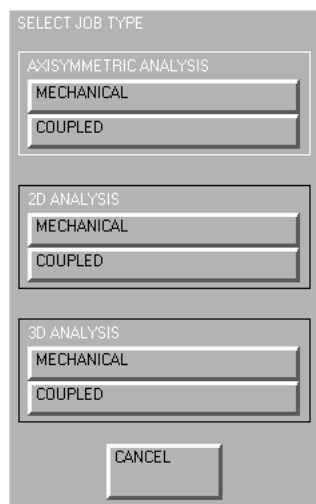 SELECT JOB TYPE
AXISYMMETRIC ANALYSIS
MECHANICAL
COUPLED
2D ANALYSIS
MECHANICAL
COUPLED
3D ANALYSIS
MECHANICAL
COUPLED
CANCEL